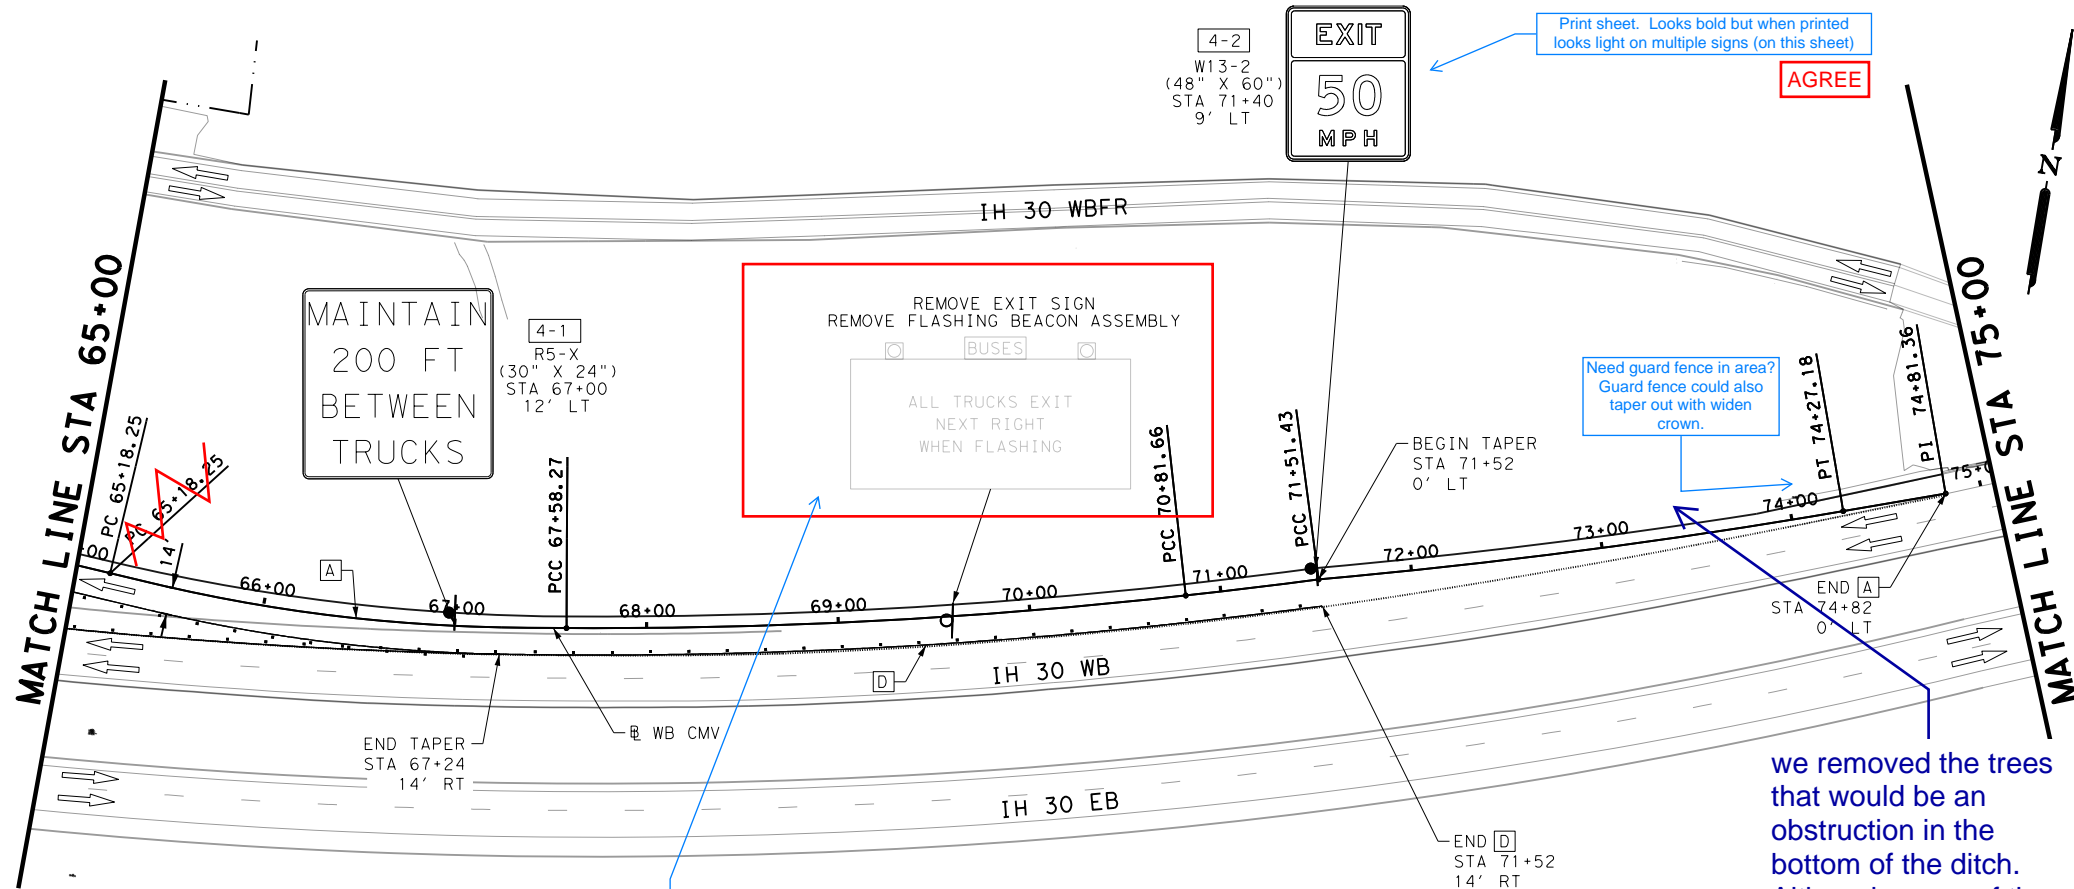 Print sheet. Looks bold but when printed
looks light on multiple signs (on this sheet)
AGREE
4-2
W13-2
(48" X 60")
STA 71+40
9' LT
EXIT
50
MPH
N
IH 30 WBFR
MATCH LINE STA 65+00
MATCH LINE STA 75+00
MAINTAIN
200 FT
BETWEEN
TRUCKS
4-1
R5-X
(30" X 24")
STA 67+00
12' LT
REMOVE EXIT SIGN
REMOVE FLASHING BEACON ASSEMBLY
BUSES
ALL TRUCKS EXIT
NEXT RIGHT
WHEN FLASHING
Need guard fence in area?
Guard fence could also
taper out with widen
crown.
PC 65+18.25
PC 65+18.25
14'
PCC 67+58.27
PCC 70+81.66
PCC 71+51.43
PT 74+27.18
PI 74+81.36
BEGIN TAPER
STA 71+52
0' LT
66+00
67+00
68+00
69+00
70+00
71+00
72+00
73+00
74+00
A
D
END A
STA 74+82
0' LT
IH 30 WB
WB CMV
END TAPER
STA 67+24
14' RT
IH 30 EB
END D
STA 71+52
14' RT
we removed the trees
that would be an
obstruction in the
bottom of the ditch.